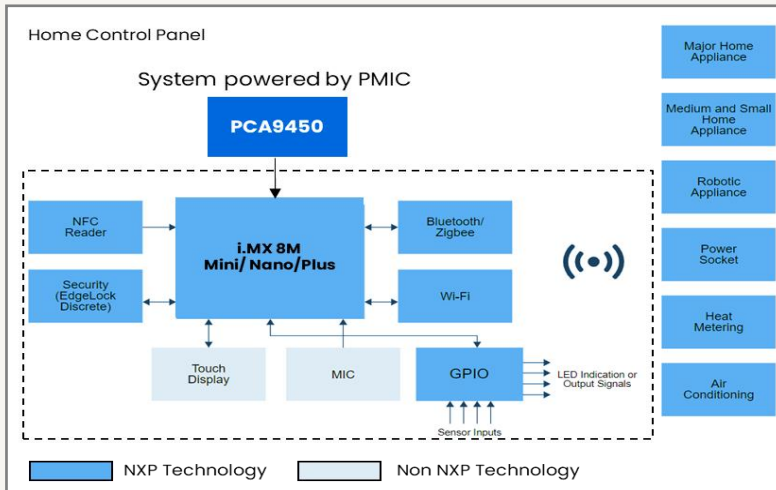 Home Control Panel
System powered by PMIC
PCA9450
NFC
Reader
i.MX 8M
Mini/ Nano/Plus
Bluetooth/
Zigbee
Security
(EdgeLock
Discrete)
Wi-Fi
Touch
Display
MIC
GPIO
LED Indication or
Output Signals
Sensor Inputs
Major Home
Appliance
Medium and Small
Home
Appliance
Robotic
Appliance
Power
Socket
Heat
Metering
Air
Conditioning
NXP Technology
Non NXP Technology